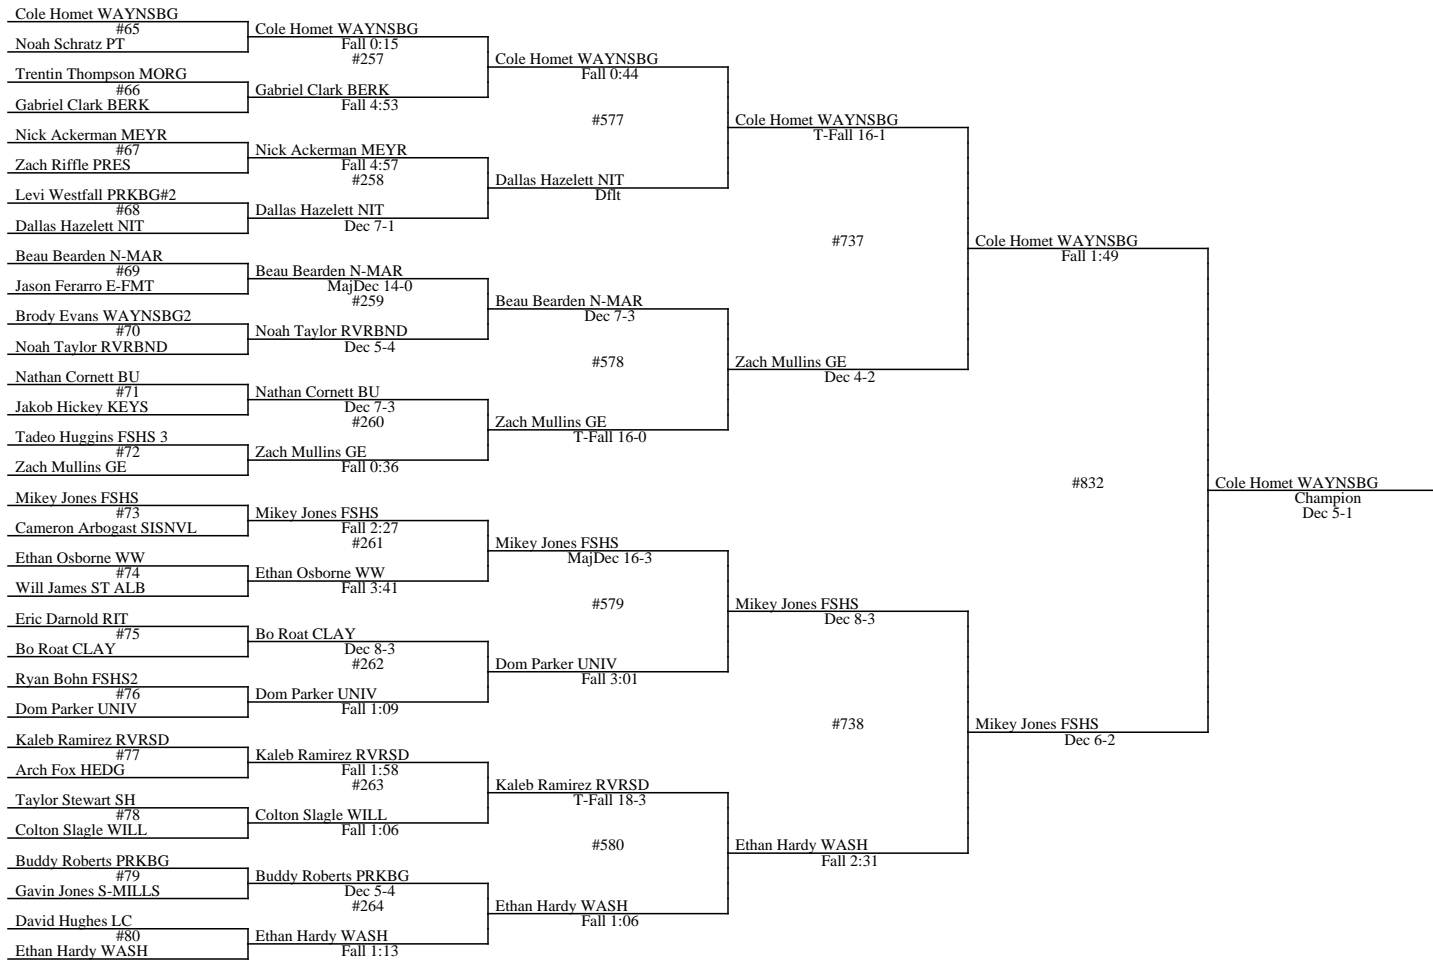 Cole Homet WAYNSBG
#65
Noah Schratz PT
Trentin Thompson MORG
#66
Gabriel Clark BERK
Nick Ackerman MEYR
#67
Zach Riffle PRES
Levi Westfall PRKBG#2
#68
Dallas Hazelett NIT
Beau Bearden N-MAR
#69
Jason Ferarro E-FMT
Brody Evans WAYNSBG2
#70
Noah Taylor RVRBND
Nathan Cornett BU
#71
Jakob Hickey KEYS
Tadeo Huggins FSHS 3
#72
Zach Mullins GE
Mikey Jones FSHS
#73
Cameron Arbogast SISNVL
Ethan Osborne WW
#74
Will James ST ALB
Eric Darnold RIT
#75
Bo Roat CLAY
Ryan Bohn FSHS2
#76
Dom Parker UNIV
Kaleb Ramirez RVRSD
#77
Arch Fox HEDG
Taylor Stewart SH
#78
Colton Slagle WILL
Buddy Roberts PRKBG
#79
Gavin Jones S-MILLS
David Hughes LC
#80
Ethan Hardy WASH
Cole Homet WAYNSBG
Fall 0:15
#257
Gabriel Clark BERK
Fall 4:53
Nick Ackerman MEYR
Fall 4:57
#258
Dallas Hazelett NIT
Dec 7-1
Beau Bearden N-MAR
MajDec 14-0
#259
Noah Taylor RVRBND
Dec 5-4
Nathan Cornett BU
Dec 7-3
#260
Zach Mullins GE
Fall 0:36
Mikey Jones FSHS
Fall 2:27
#261
Ethan Osborne WW
Fall 3:41
Bo Roat CLAY
Dec 8-3
#262
Dom Parker UNIV
Fall 1:09
Kaleb Ramirez RVRSD
Fall 1:58
#263
Colton Slagle WILL
Fall 1:06
Buddy Roberts PRKBG
Dec 5-4
#264
Ethan Hardy WASH
Fall 1:13
Cole Homet WAYNSBG
Fall 0:44
#577
Dallas Hazelett NIT
Dflt
Beau Bearden N-MAR
Dec 7-3
#578
Zach Mullins GE
T-Fall 16-0
Mikey Jones FSHS
MajDec 16-3
#579
Dom Parker UNIV
Fall 3:01
Kaleb Ramirez RVRSD
T-Fall 18-3
#580
Ethan Hardy WASH
Fall 1:06
Cole Homet WAYNSBG
T-Fall 16-1
#737
Zach Mullins GE
Dec 4-2
Mikey Jones FSHS
Dec 8-3
#738
Ethan Hardy WASH
Fall 2:31
Cole Homet WAYNSBG
Fall 1:49
#832
Mikey Jones FSHS
Dec 6-2
Cole Homet WAYNSBG
Champion
Dec 5-1